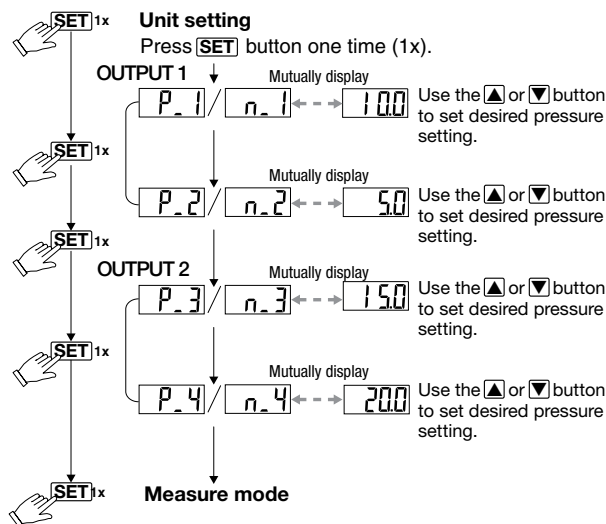 SET 1x Unit setting
Press SET button one time (1x).
OUTPUT 1 Mutually display
P_1 / n_1 10.0 Use the ▲ or ▼ button
to set desired pressure
setting.
SET 1x
Mutually display
P_2 / n_2 5.0 Use the ▲ or ▼ button
to set desired pressure
setting.
SET 1x
OUTPUT 2 Mutually display
P_3 / n_3 15.0 Use the ▲ or ▼ button
to set desired pressure
setting.
SET 1x
Mutually display
P_4 / n_4 20.0 Use the ▲ or ▼ button
to set desired pressure
setting.
SET 1x Measure mode